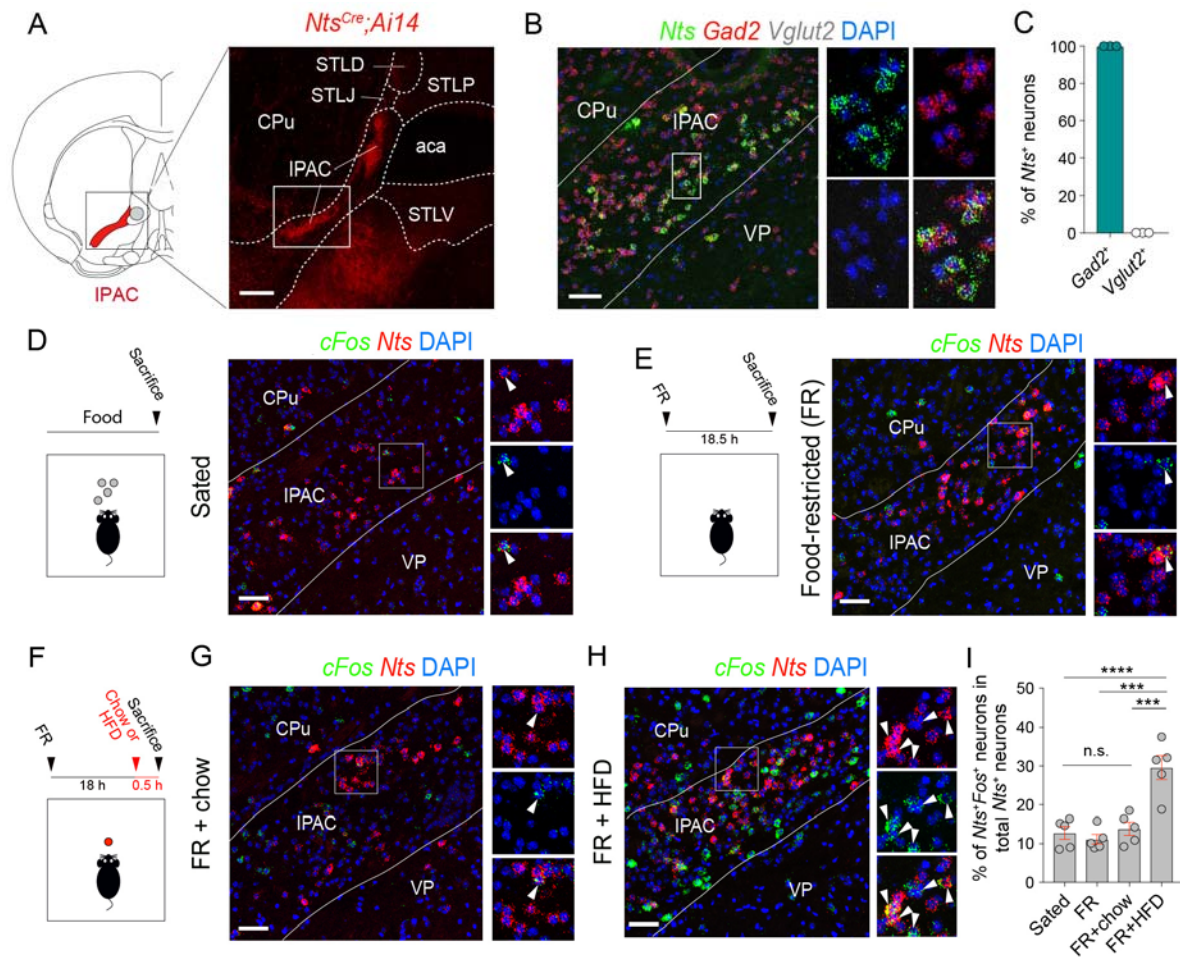 A
Nts^Cre;Ai14
STLD
STLJ
STLP
CPu
IPAC
aca
STLV
IPAC
B
Nts Gad2 Vglut2 DAPI
CPu
IPAC
VP
C
% of Nts⁺ neurons
100
80
60
40
20
0
Gad2⁺
Vglut2⁺
D
Food
Sacrifice
Sated
cFos Nts DAPI
CPu
IPAC
VP
E
FR
Sacrifice
18.5 h
Food-restricted (FR)
cFos Nts DAPI
CPu
IPAC
VP
F
FR
Chow or
HFD
Sacrifice
18 h
0.5 h
G
FR + chow
cFos Nts DAPI
CPu
IPAC
VP
H
FR + HFD
cFos Nts DAPI
CPu
IPAC
VP
I
% of Nts⁺Fos⁺ neurons in
total Nts⁺ neurons
****
***
***
n.s.
50
40
30
20
10
0
Sated
FR
FR+chow
FR+HFD